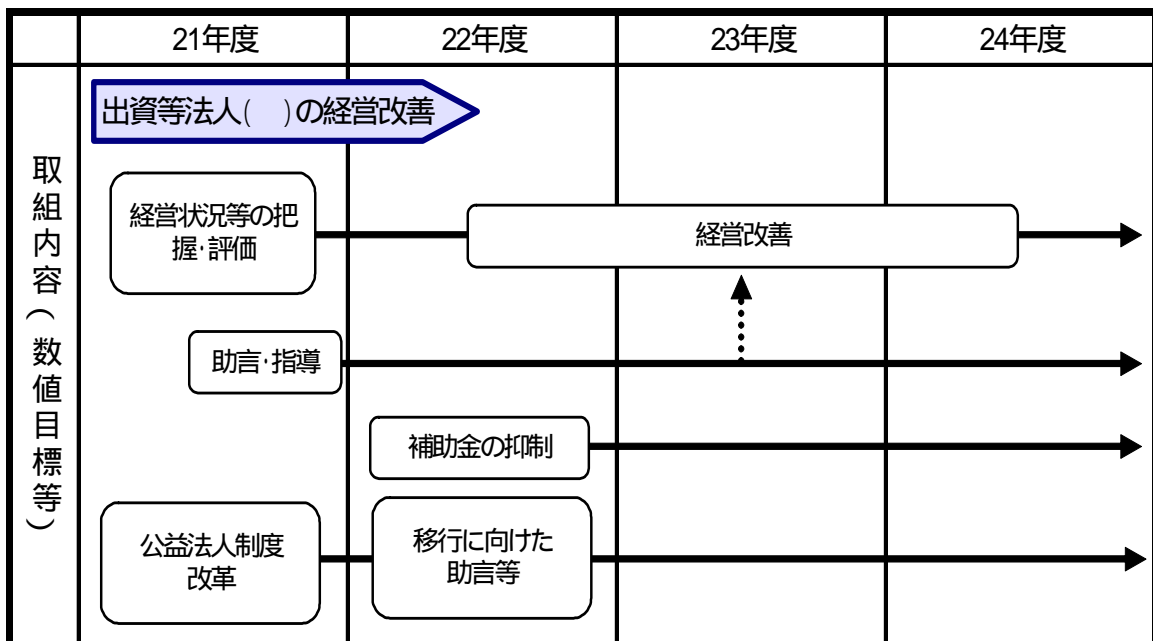 21年度
22年度
23年度
24年度
取組内容(数値目標等)
出資等法人(　)の経営改善
経営状況等の把
握・評価
経営改善
助言・指導
補助金の抑制
公益法人制度
改革
移行に向けた
助言等